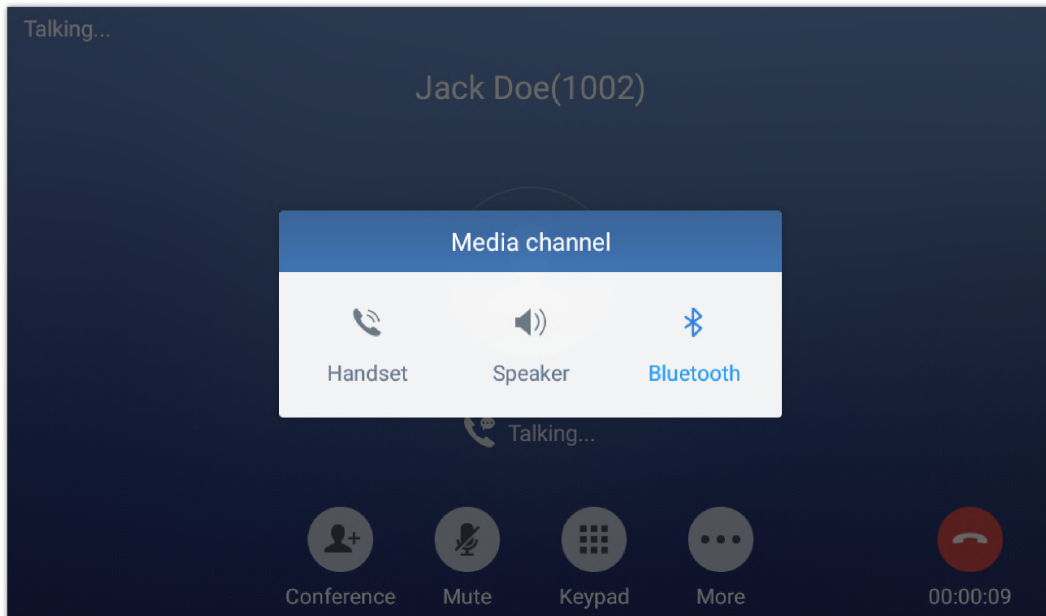 Talking...
Jack Doe(1002)
Media channel
Handset Speaker Bluetooth
Talking...
Conference Mute Keypad More 00:00:09